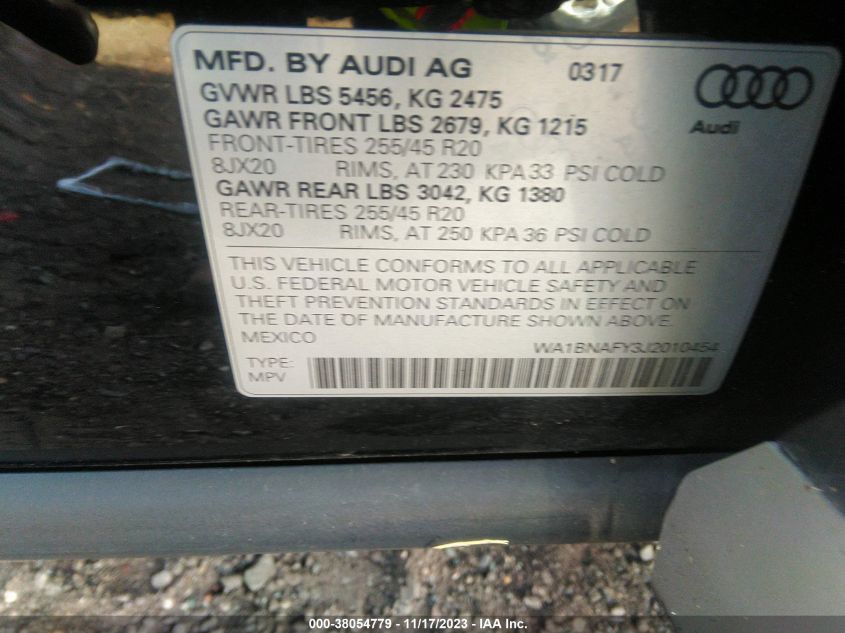 MFD. BY AUDI AG 0317
GVWR LBS 5456, KG 2475
Audi
GAWR FRONT LBS 2679, KG 1215
FRONT-TIRES 255/45 R20
8JX20 RIMS, AT 230 KPA 33 PSI COLD
GAWR REAR LBS 3042, KG 1380
REAR-TIRES 255/45 R20
8JX20 RIMS, AT 250 KPA 36 PSI COLD
THIS VEHICLE CONFORMS TO ALL APPLICABLE
U.S. FEDERAL MOTOR VEHICLE SAFETY AND
THEFT PREVENTION STANDARDS IN EFFECT ON
THE DATE OF MANUFACTURE SHOWN ABOVE.
MEXICO
WA1BNAFY3J2010454
TYPE:
MPV
000-38054779 - 11/17/2023 - IAA Inc.